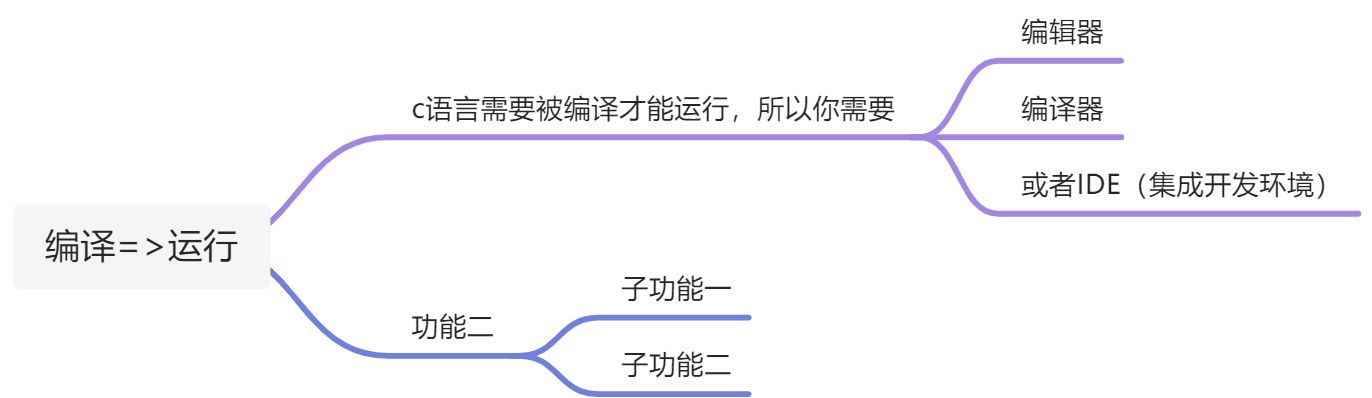 编译=>运行
c语言需要被编译才能运行，所以你需要
编辑器
编译器
或者IDE（集成开发环境）
功能二
子功能一
子功能二